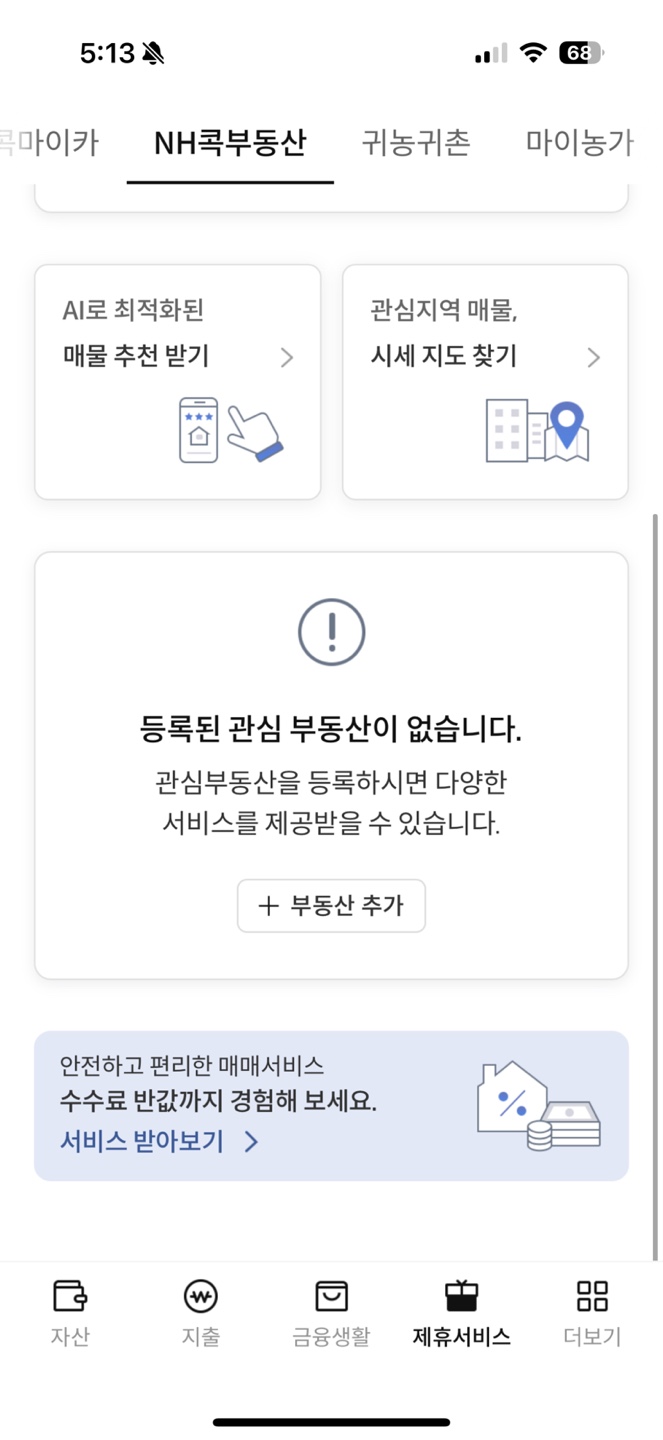 5:13
68
콕마이카 NH콕부동산 귀농귀촌 마이농가
AI로 최적화된
매물 추천 받기
관심지역 매물,
시세 지도 찾기
등록된 관심 부동산이 없습니다.
관심부동산을 등록하시면 다양한
서비스를 제공받을 수 있습니다.
+ 부동산 추가
안전하고 편리한 매매서비스
수수료 반값까지 경험해 보세요.
서비스 받아보기
자산 지출 금융생활 제휴서비스 더보기